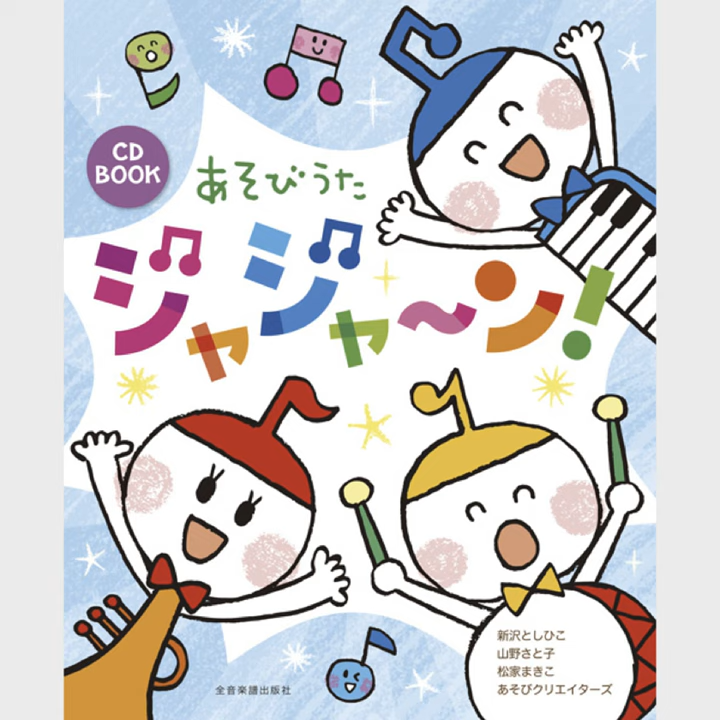 CD
BOOK
あそびうた
ジャジャ〜ン!
新沢としひこ
山野さと子
松家まきこ
あそびクリエイターズ
全音楽譜出版社